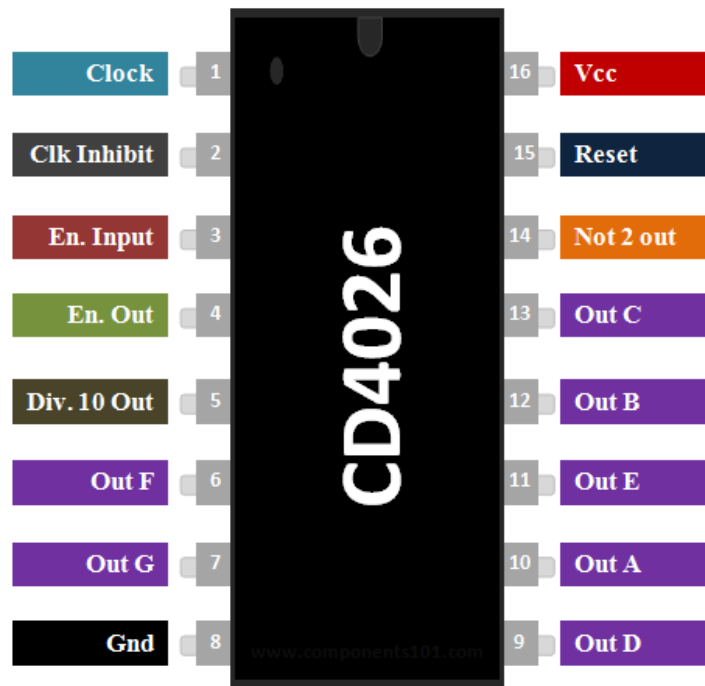 Clock 1 16 Vcc
Clk Inhibit 2 15 Reset
En. Input 3 14 Not 2 out
En. Out 4 13 Out C
Div. 10 Out 5 12 Out B
Out F 6 11 Out E
Out G 7 10 Out A
Gnd 8 9 Out D
CD4026
www.components101.com